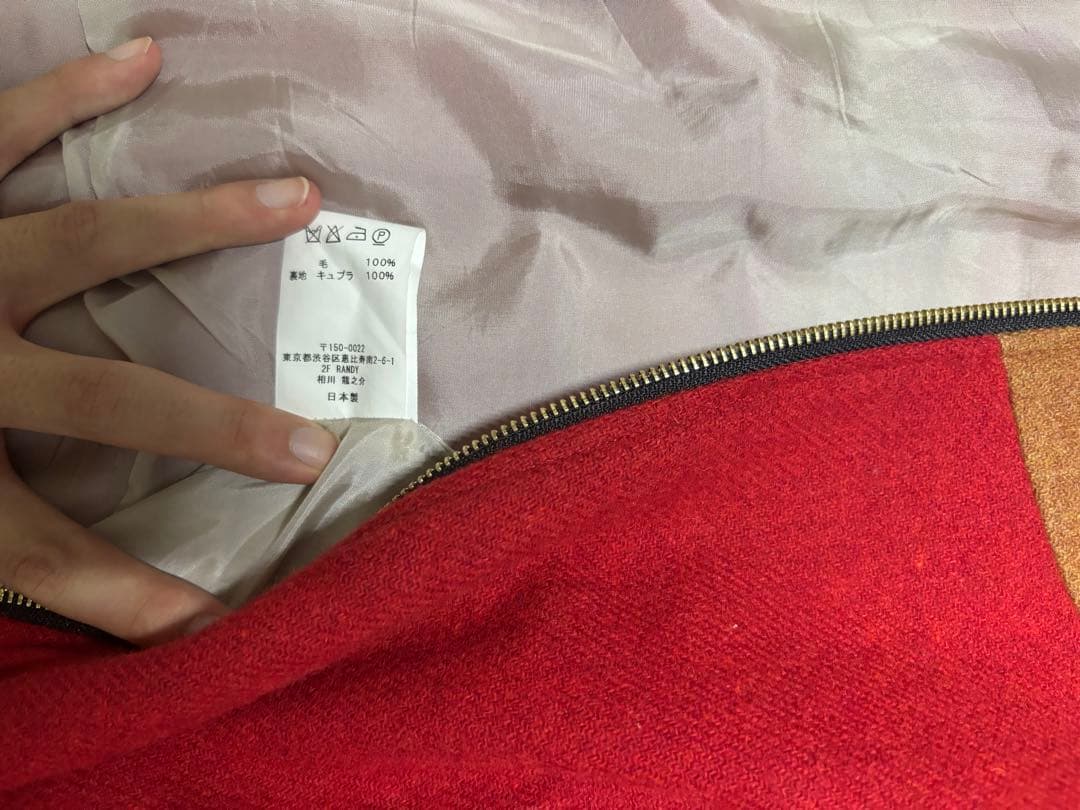 毛 100%
裏地 キュプラ 100%
〒150-0022
東京都渋谷区恵比寿南2-6-1
2F RANDY
相川 龍之介
日本製